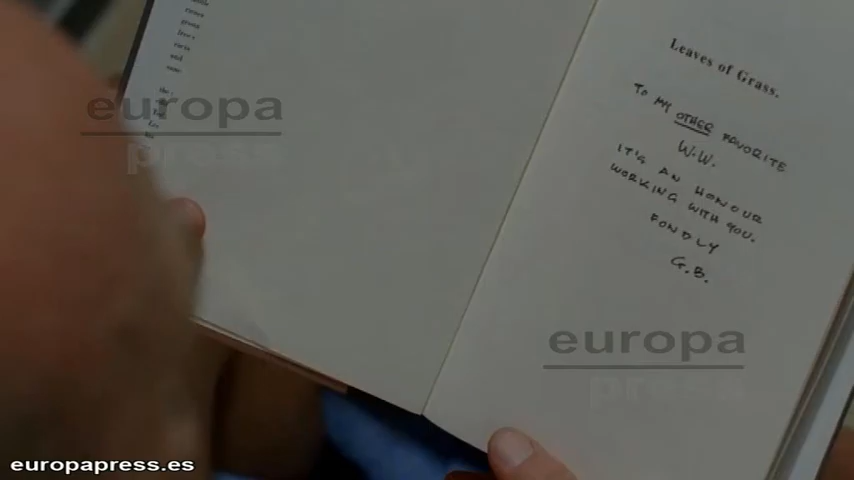 Leaves of Grass.
TO MY OTHER FAVORITE
W.W.
IT'S AN HONOUR
WORKING WITH YOU.
FONDLY
G.B.
europa
press
europa
press
europapress.es